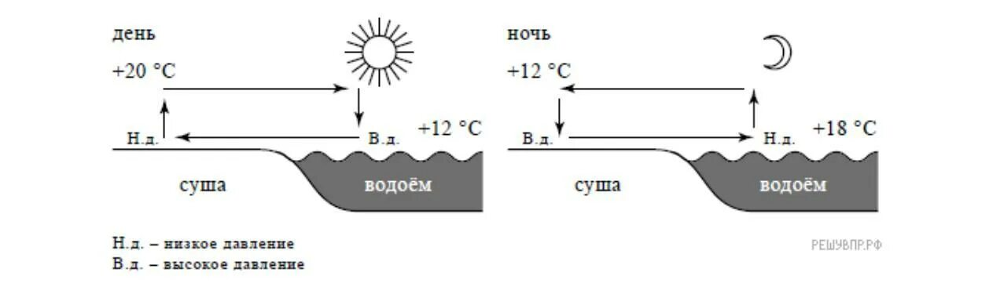 день
+20 °C
Н.д.
В.д.
+12 °C
суша
водоём
ночь
+12 °C
В.д.
Н.д.
+18 °C
суша
водоём
Н.д. – низкое давление
В.д. – высокое давление
РЕШУВПР.РФ